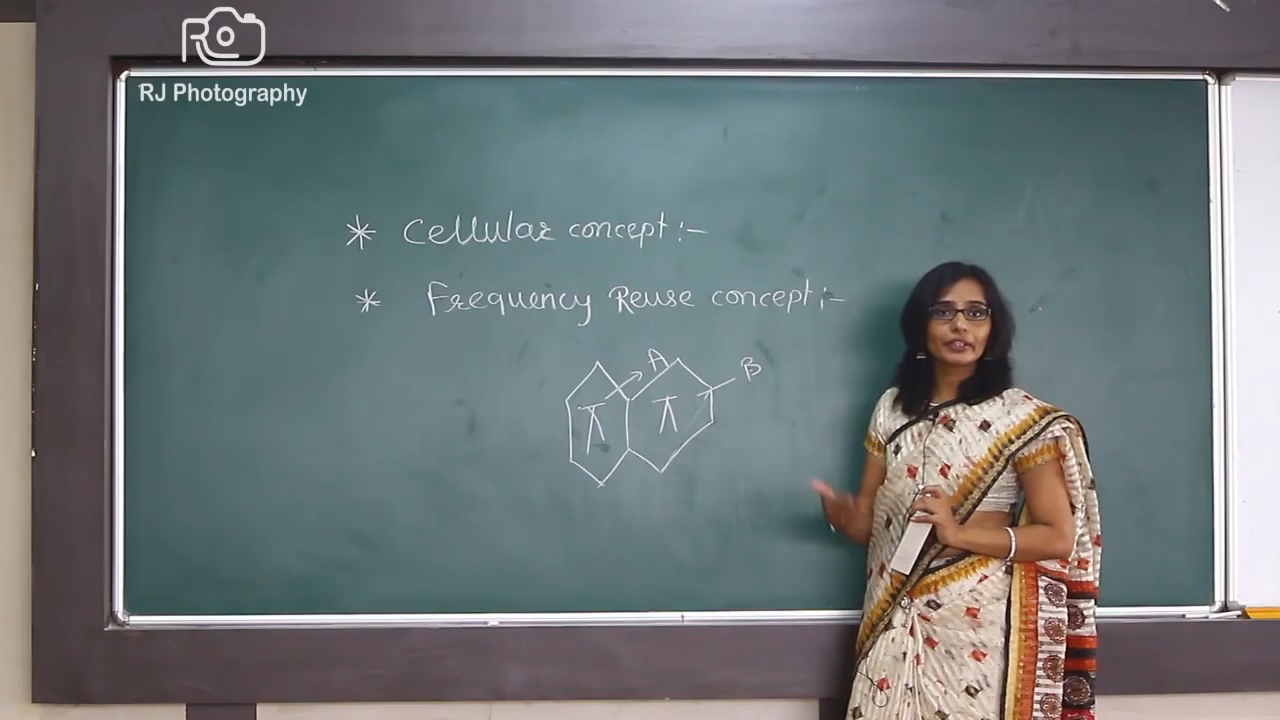 RJ Photography
* Cellular concept :-
* Frequency Reuse concept :-
A
B